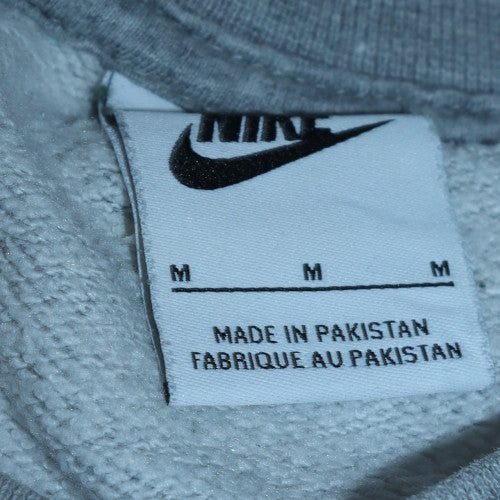 NIKE
M M M
MADE IN PAKISTAN
FABRIQUE AU PAKISTAN